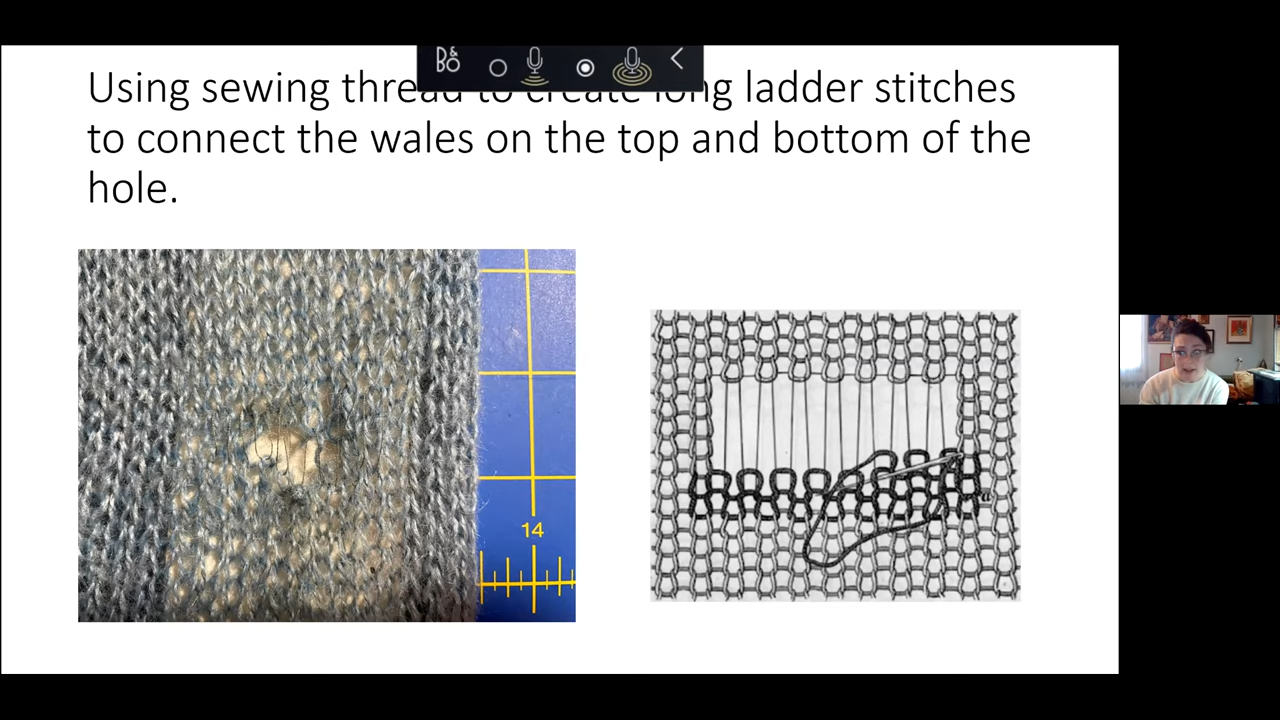 B&O
Using sewing thread to create long ladder stitches
to connect the wales on the top and bottom of the
hole.
14